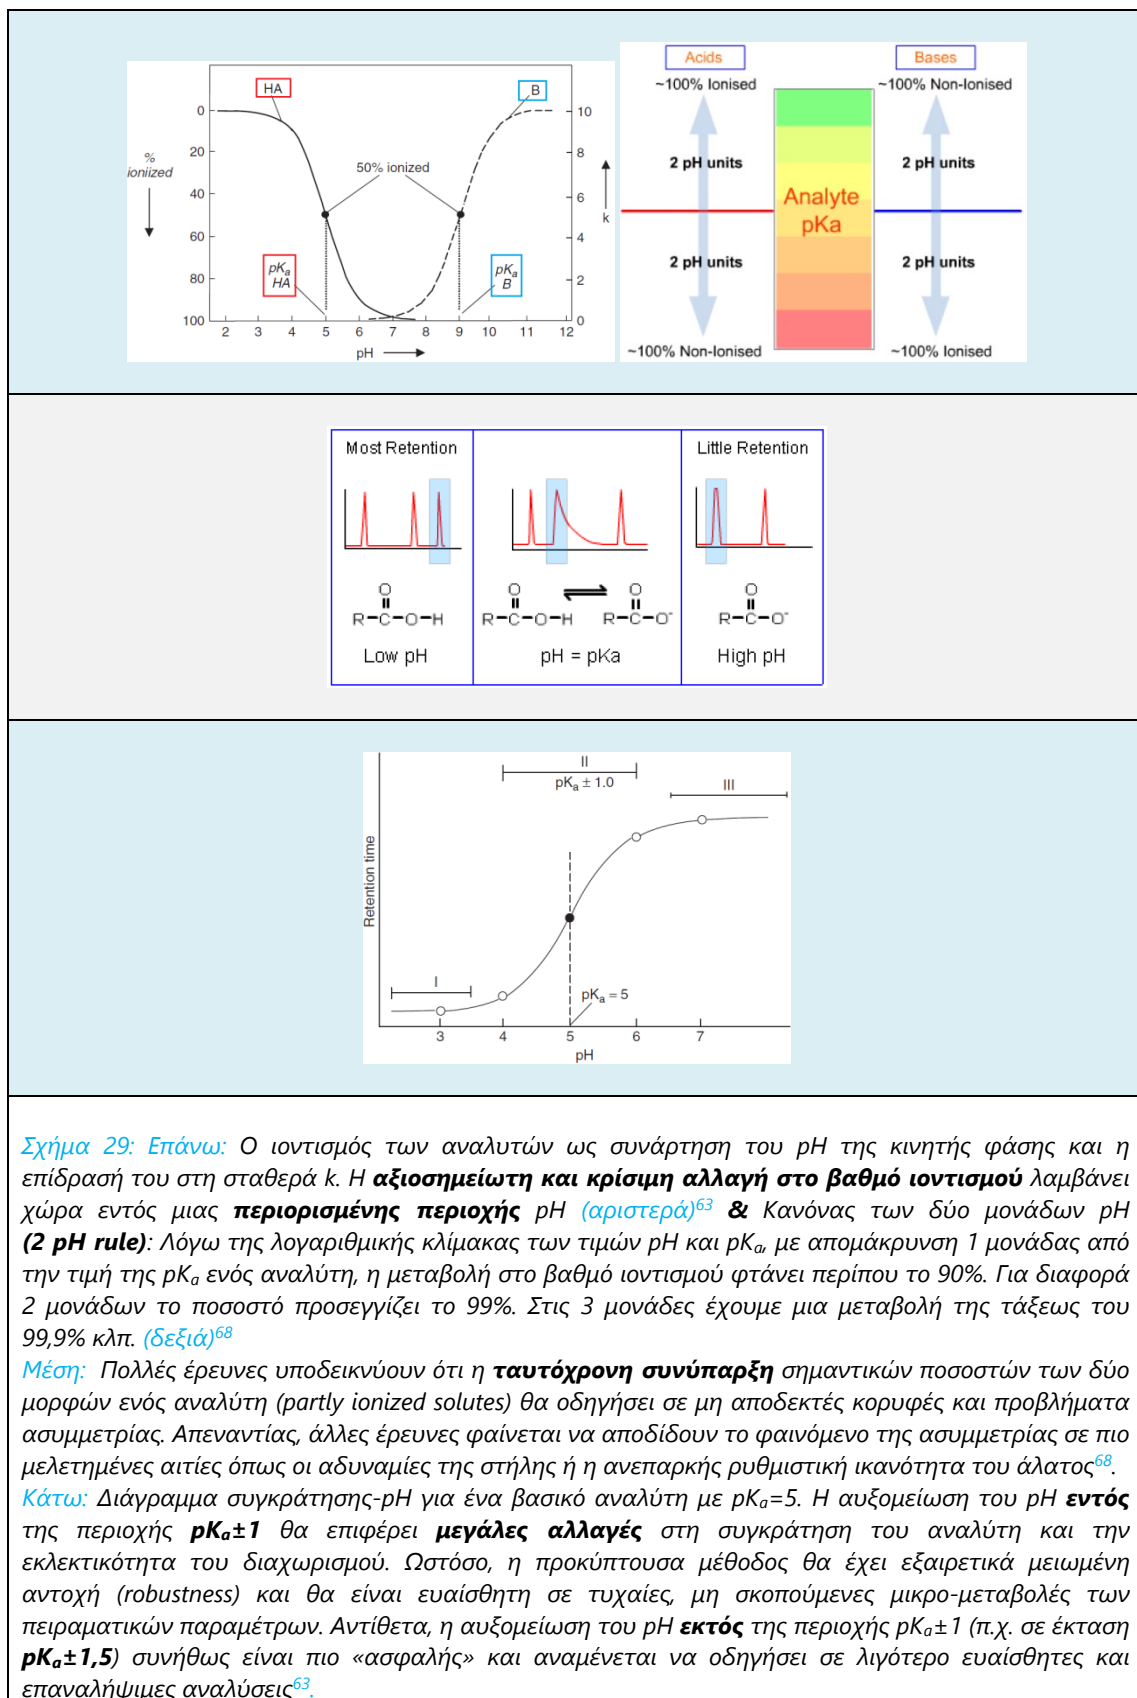 HA
B
% ioniized
0
20
40
60
80
100
50% ionized
pKa HA
pKa B
10
8
6
4
2
0
k
2 3 4 5 6 7 8 9 10 11 12
pH
Acids
Bases
~100% Ionised
~100% Non-Ionised
2 pH units
2 pH units
Analyte
pKa
2 pH units
2 pH units
~100% Non-Ionised
~100% Ionised
Most Retention
Little Retention
O
R-C-O-H
O
R-C-O-H
O
R-C-O⁻
O
R-C-O⁻
Low pH
pH = pKa
High pH
Retention time
I
II
pKₐ ± 1.0
III
pKₐ = 5
3 4 5 6 7
pH
Σχήμα 29: Επάνω: Ο ιοντισμός των αναλυτών ως συνάρτηση του pH της κινητής φάσης και η
επίδρασή του στη σταθερά k. Η αξιοσημείωτη και κρίσιμη αλλαγή στο βαθμό ιοντισμού λαμβάνει
χώρα εντός μιας περιορισμένης περιοχής pH (αριστερά)⁶³ & Κανόνας των δύο μονάδων pH
(2 pH rule): Λόγω της λογαριθμικής κλίμακας των τιμών pH και pKₐ, με απομάκρυνση 1 μονάδας από
την τιμή της pKₐ ενός αναλύτη, η μεταβολή στο βαθμό ιοντισμού φτάνει περίπου το 90%. Για διαφορά
2 μονάδων το ποσοστό προσεγγίζει το 99%. Στις 3 μονάδες έχουμε μια μεταβολή της τάξεως του
99,9% κλπ. (δεξιά)⁶⁸
Μέση: Πολλές έρευνες υποδεικνύουν ότι η ταυτόχρονη συνύπαρξη σημαντικών ποσοστών των δύο
μορφών ενός αναλύτη (partly ionized solutes) θα οδηγήσει σε μη αποδεκτές κορυφές και προβλήματα
ασυμμετρίας. Απεναντίας, άλλες έρευνες φαίνεται να αποδίδουν το φαινόμενο της ασυμμετρίας σε πιο
μελετημένες αιτίες όπως οι αδυναμίες της στήλης ή η ανεπαρκής ρυθμιστική ικανότητα του άλατος⁶⁸.
Κάτω: Διάγραμμα συγκράτησης-pH για ένα βασικό αναλύτη με pKₐ=5. Η αυξομείωση του pH εντός
της περιοχής pKₐ±1 θα επιφέρει μεγάλες αλλαγές στη συγκράτηση του αναλύτη και την
εκλεκτικότητα του διαχωρισμού. Ωστόσο, η προκύπτουσα μέθοδος θα έχει εξαιρετικά μειωμένη
αντοχή (robustness) και θα είναι ευαίσθητη σε τυχαίες, μη σκοπούμενες μικρο-μεταβολές των
πειραματικών παραμέτρων. Αντίθετα, η αυξομείωση του pH εκτός της περιοχής pKₐ±1 (π.χ. σε έκταση
pKₐ±1,5) συνήθως είναι πιο «ασφαλής» και αναμένεται να οδηγήσει σε λιγότερο ευαίσθητες και
επαναλήψιμες αναλύσεις⁶³.